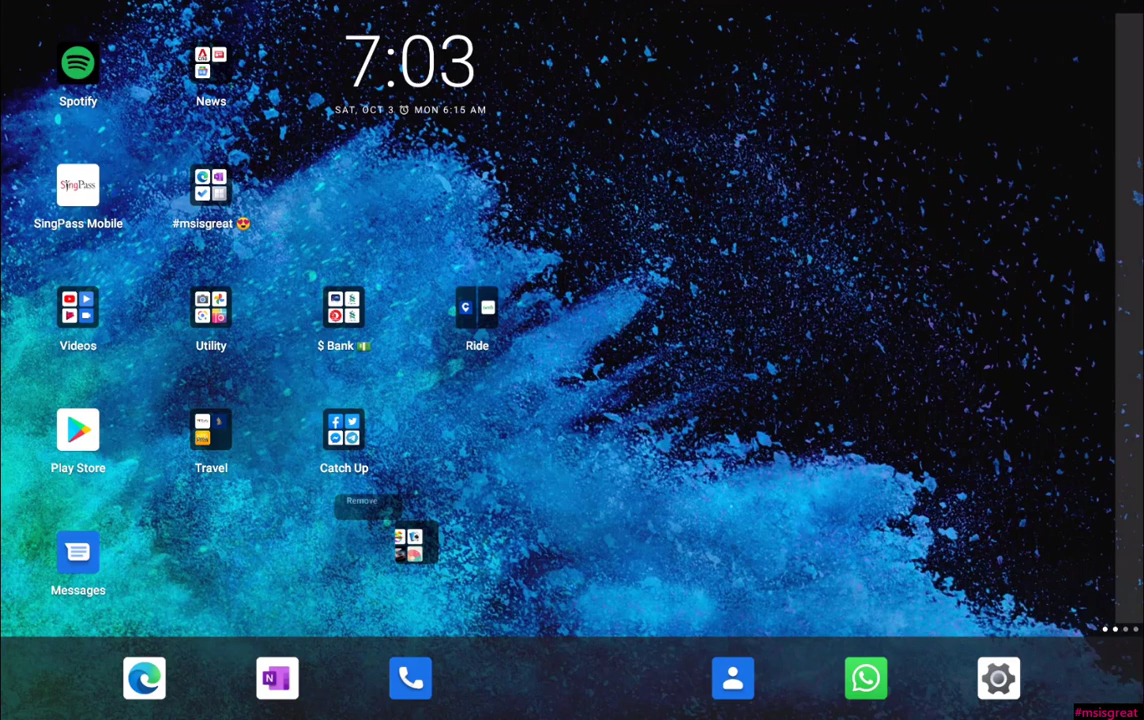 7:03
SAT, OCT 3 MON 6:15 AM
Spotify
News
SingPass
SingPass Mobile
#msisgreat 😍
Videos
Utility
$ Bank 💵
Ride
Play Store
Travel
Catch Up
Remove
Messages
#msisgreat